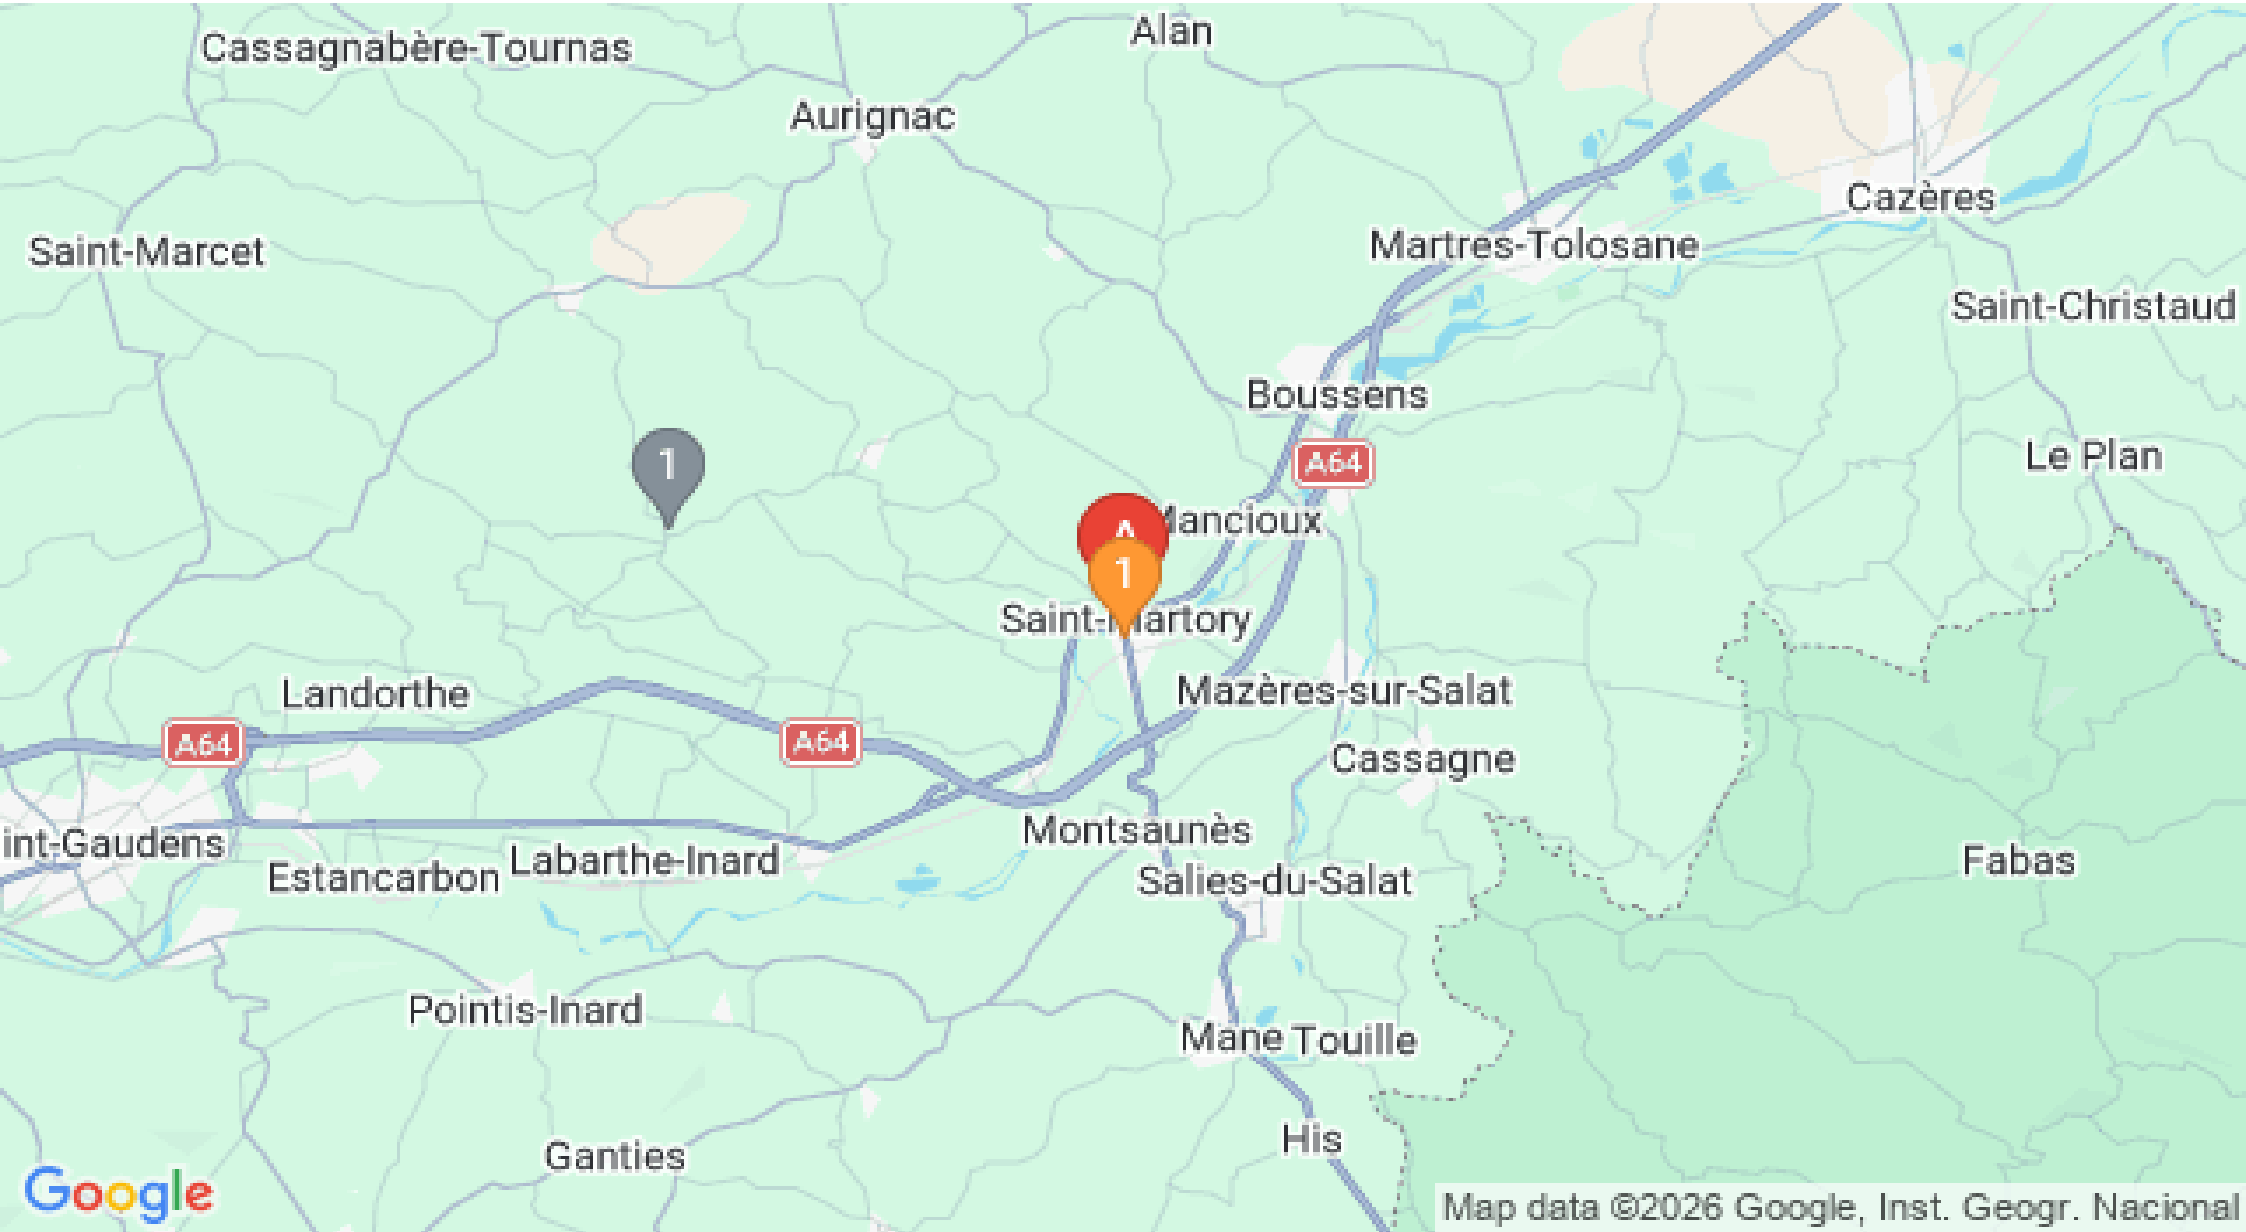 Alan
Cassagnabère-Tournas
Aurignac
Cazères
Martres-Tolosane
Saint-Marcet
Saint-Christaud
Boussens
Le Plan
1
A64
Mancioux
A
1
Saint-Martory
Landorthe
Mazères-sur-Salat
A64
A64
Cassagne
Montsaunès
int-Gaudens
Labarthe-Inard
Fabas
Estancarbon
Salies-du-Salat
Pointis-Inard
Mane
Touille
His
Ganties
Google
Map data ©2026 Google, Inst. Geogr. Nacional